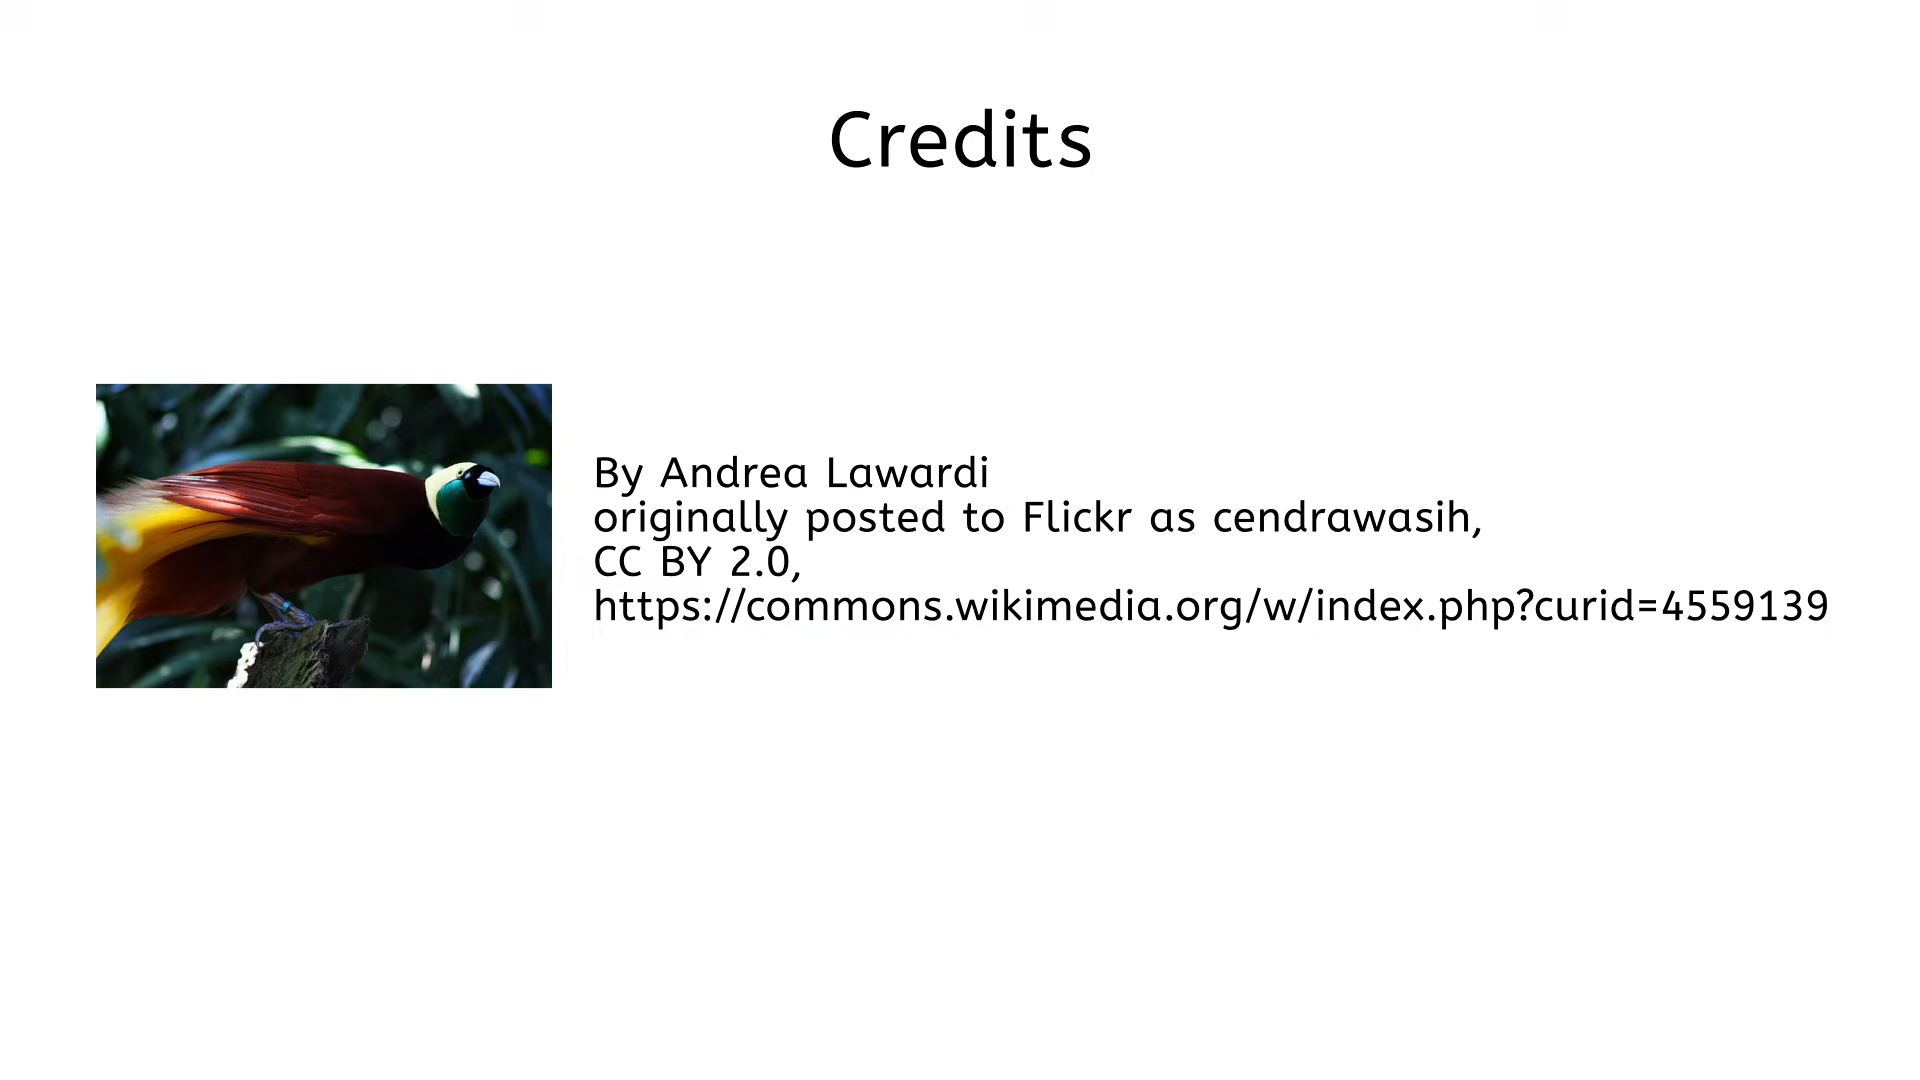 Credits
By Andrea Lawardi
originally posted to Flickr as cendrawasih,
CC BY 2.0,
https://commons.wikimedia.org/w/index.php?curid=4559139